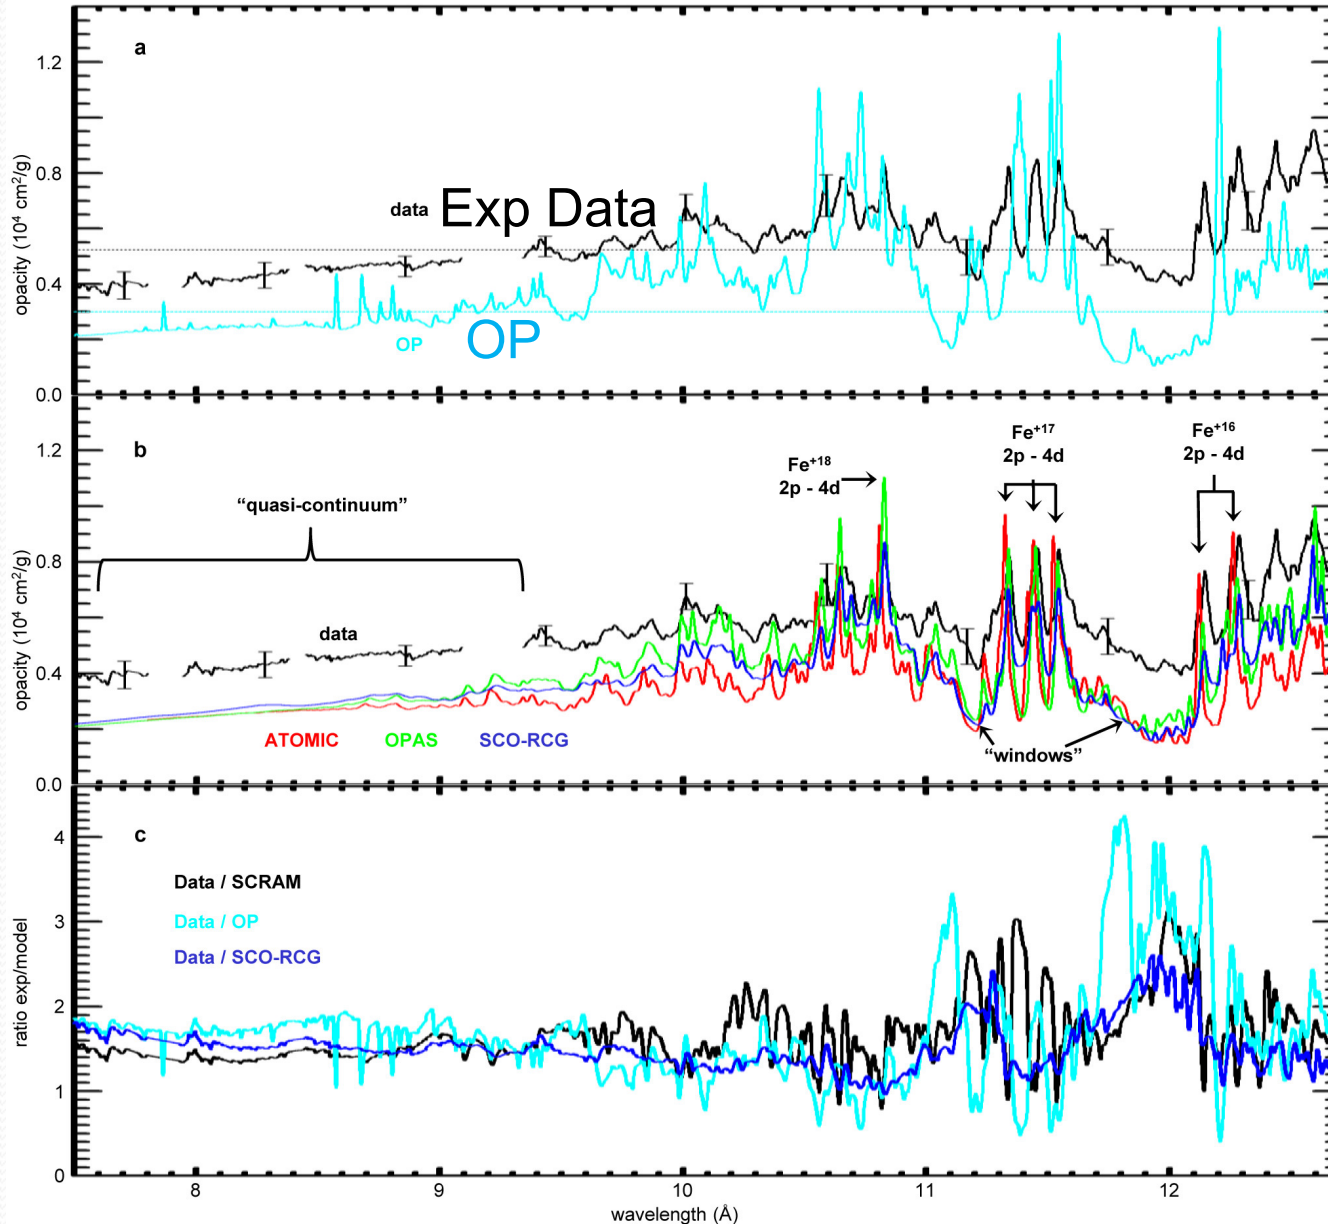 a
1.2
0.8
0.4
0.0
opacity (10⁴ cm²/g)
data Exp Data
OP OP
b
1.2
0.8
0.4
0.0
opacity (10⁴ cm²/g)
"quasi-continuum"
data
ATOMIC OPAS SCO-RCG
Fe⁺¹⁸
2p - 4d
Fe⁺¹⁷
2p - 4d
Fe⁺¹⁶
2p - 4d
"windows"
c
4
3
2
1
0
ratio exp/model
Data / SCRAM
Data / OP
Data / SCO-RCG
8 9 10 11 12
wavelength (Å)